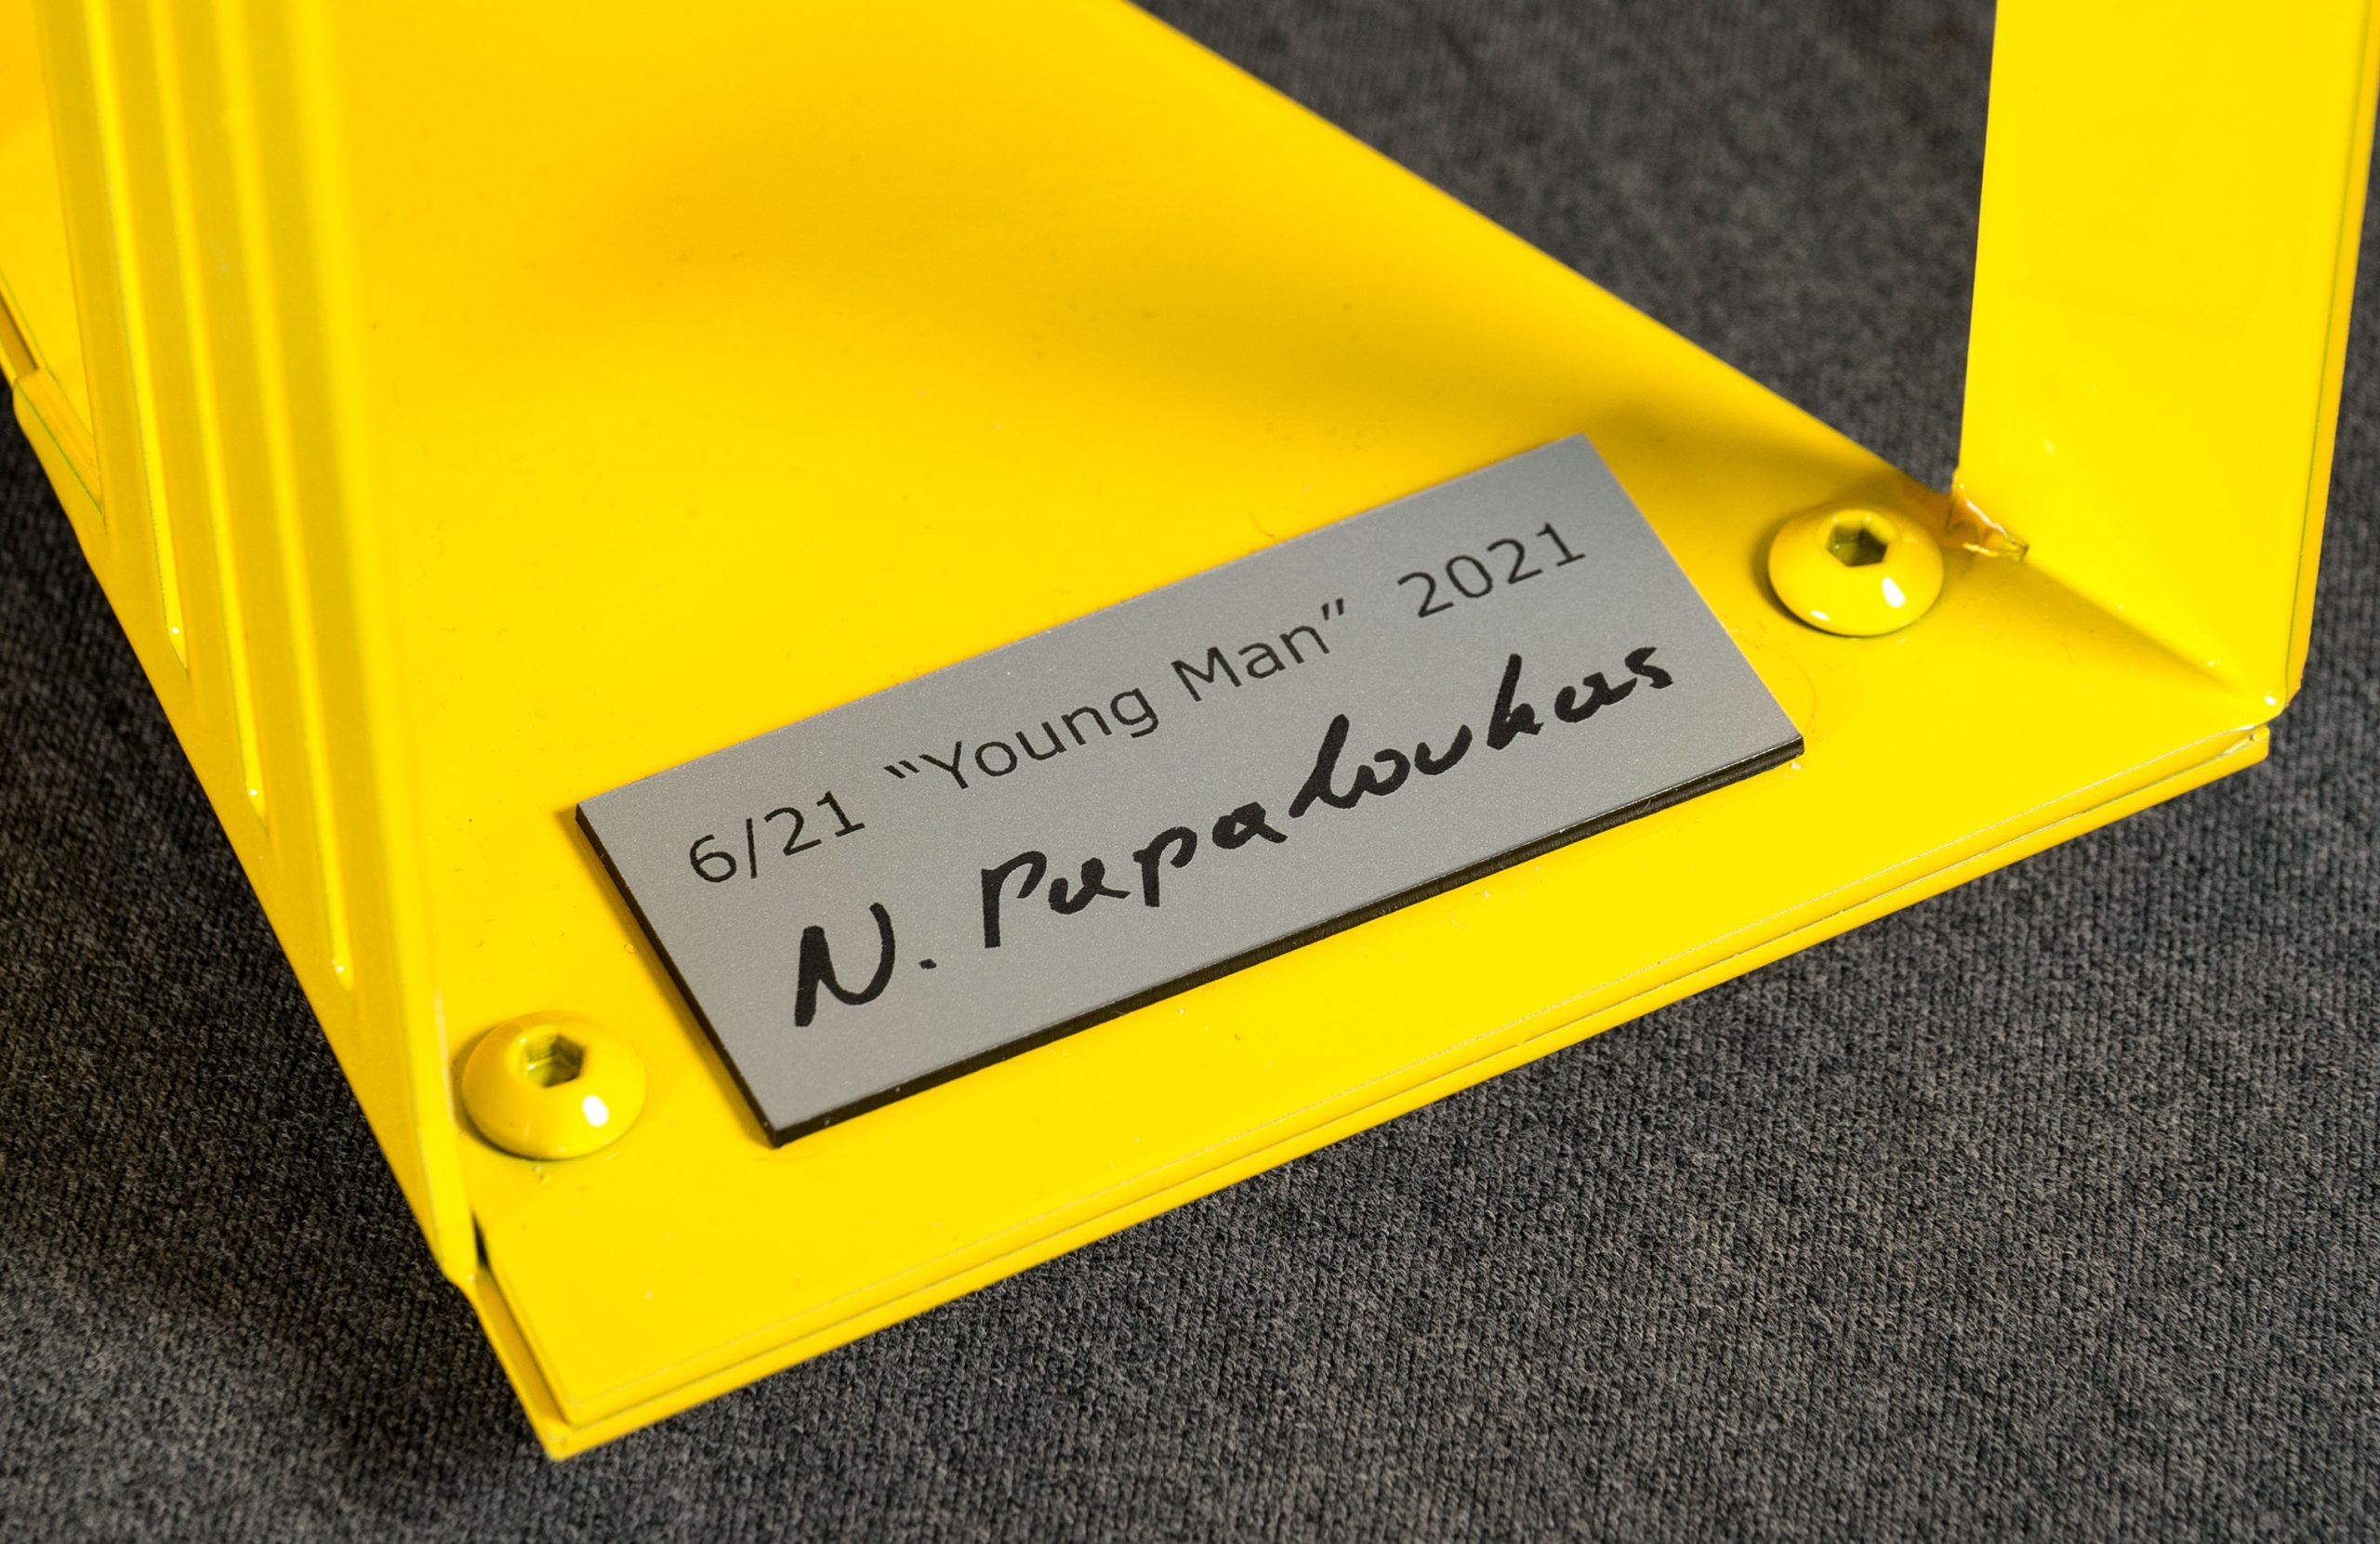 6/21 “Young Man” 2021
N. Papaloukas